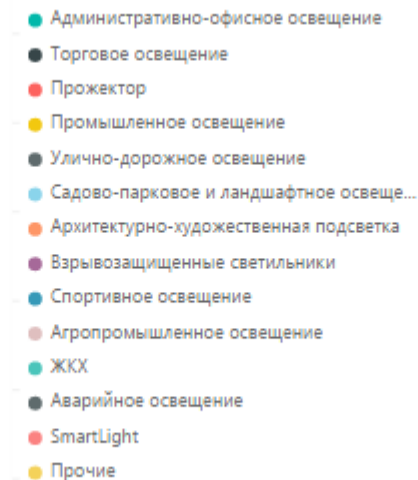 Административно-офисное освещение
Торговое освещение
Прожектор
Промышленное освещение
Улично-дорожное освещение
Садово-парковое и ландшафтное освеще...
Архитектурно-художественная подсветка
Взрывозащищенные светильники
Спортивное освещение
Агропромышленное освещение
ЖКХ
Аварийное освещение
SmartLight
Прочие